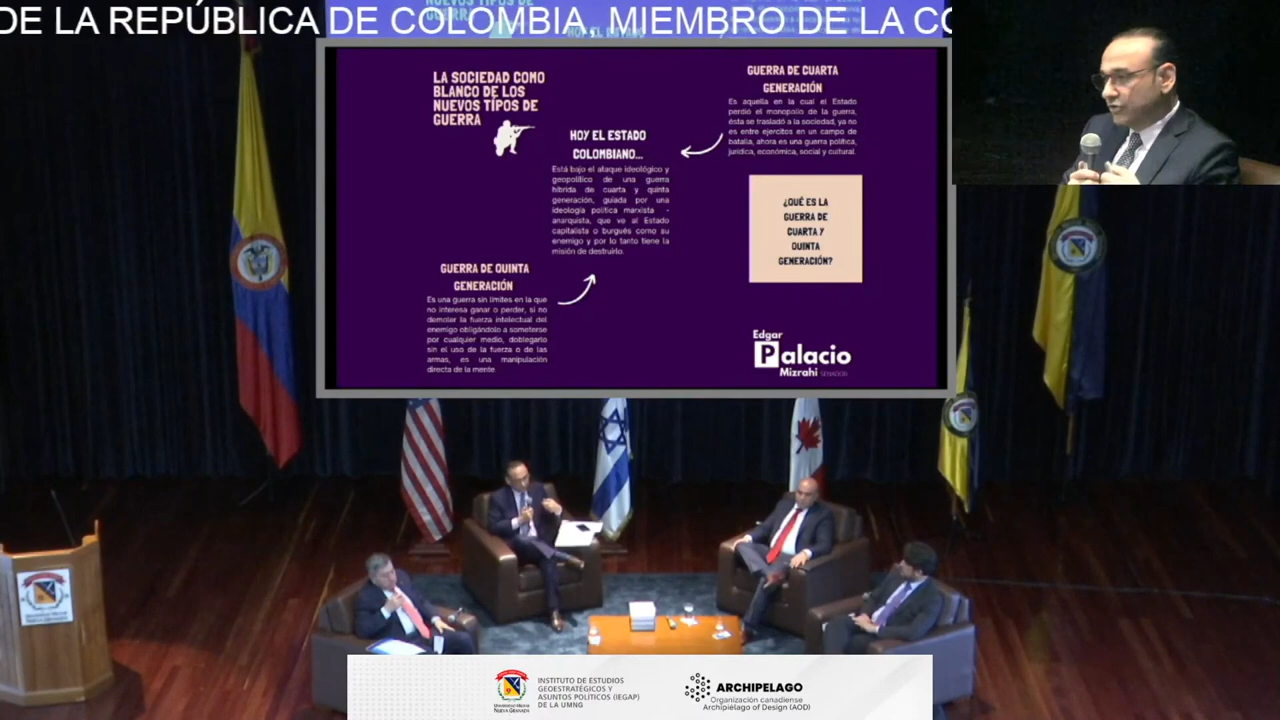 DE LA REPÚBLICA DE COLOMBIA, MIEMBRO DE LA CO
LA SOCIEDAD COMO
BLANCO DE LOS
NUEVOS TIPOS DE
GUERRA
HOY EL ESTADO
COLOMBIANO...
Está bajo el ataque ideológico y
geopolítico de una guerra
híbrida de cuarta y quinta
generación, guiada por una
ideología política marxista -
anarquista, que ve al Estado
capitalista o burgués como su
enemigo y por lo tanto tiene la
misión de destruirlo.
GUERRA DE CUARTA
GENERACIÓN
Es aquella en la cual el Estado
perdió el monopolio de la guerra,
ésta se trasladó a la sociedad, ya no
es entre ejercitos en un campo de
batalla, ahora es una guerra política,
jurídica, económica, social y cultural.
¿QUÉ ES LA
GUERRA DE
CUARTA Y
QUINTA
GENERACIÓN?
GUERRA DE QUINTA
GENERACIÓN
Es una guerra sin límites en la que
no interesa ganar o perder, si no
demoler la fuerza intelectual del
enemigo obligándolo a someterse
por cualquier medio, doblegarlo
sin el uso de la fuerza o de las
armas, es una manipulación
directa de la mente
Edgar
Palacio
Mizrahi SENADOR
INSTITUTO DE ESTUDIOS
GEOESTRATÉGICOS Y
ASUNTOS POLÍTICOS (IEGAP)
DE LA UMNG
UNIVERSIDAD MILITAR
NUEVA GRANADA
ARCHIPELAGO
Organización canadiense
Archipélago of Design (AOD)